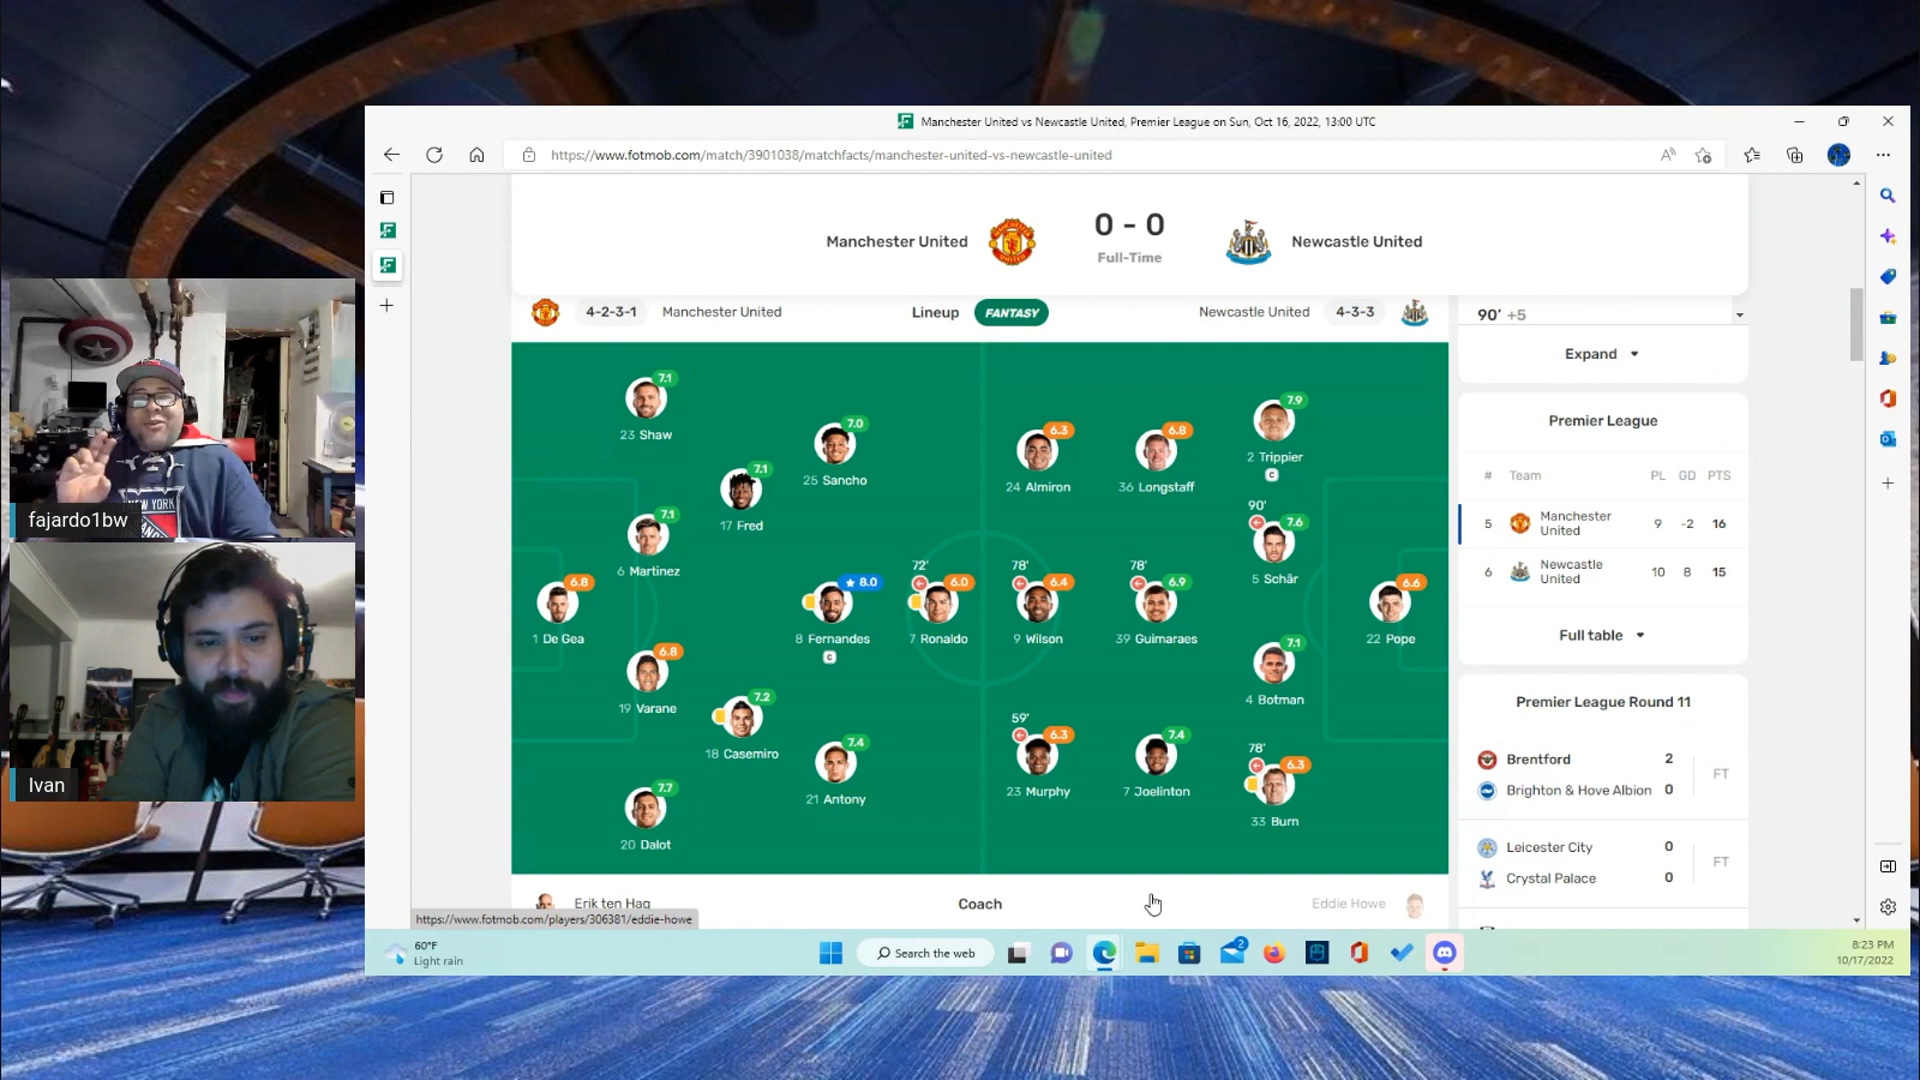 Manchester United vs Newcastle United, Premier League on Sun, Oct 16, 2022, 13:00 UTC
https://www.fotmob.com/match/3901038/matchfacts/manchester-united-vs-newcastle-united
Manchester United 0 - 0 Newcastle United
Full-Time
4-2-3-1 Manchester United Lineup FANTASY Newcastle United 4-3-3
90' +5
Expand
7.1
23 Shaw
7.0
25 Sancho
7.1
17 Fred
7.1
6 Martinez
6.8
1 De Gea
8.0
8 Fernandes
C
72'
6.0
7 Ronaldo
6.8
19 Varane
7.2
18 Casemiro
7.4
21 Antony
7.7
20 Dalot
6.3
24 Almiron
6.8
36 Longstaff
7.9
2 Trippier
C
90'
7.6
5 Schär
78'
6.4
9 Wilson
78'
6.9
39 Guimaraes
6.6
22 Pope
7.1
4 Botman
59'
6.3
23 Murphy
7.4
7 Joelinton
78'
6.3
33 Burn
Erik ten Hag Coach Eddie Howe
https://www.fotmob.com/players/306381/eddie-howe
Premier League
# Team PL GD PTS
5 Manchester United 9 -2 16
6 Newcastle United 10 8 15
Full table
Premier League Round 11
Brentford 2
FT
Brighton & Hove Albion 0
Leicester City 0
FT
Crystal Palace 0
fajardo1bw
NEW YORK
Ivan
60°F
Light rain
Search the web
2
8:23 PM
10/17/2022